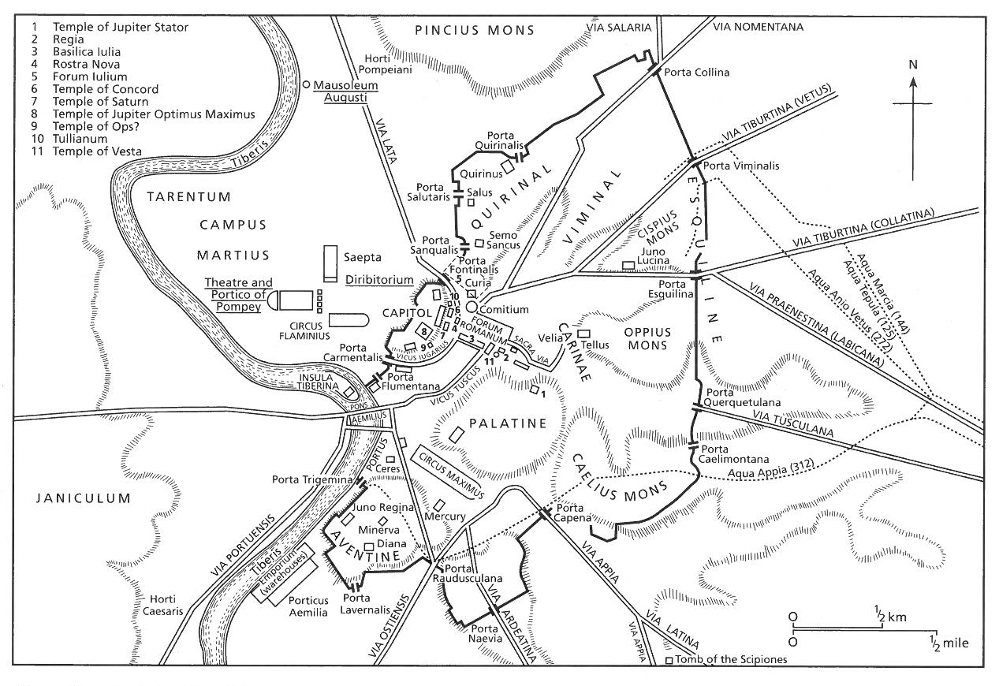 1 Temple of Jupiter Stator
2 Regia
3 Basilica Iulia
4 Rostra Nova
5 Forum Iulium
6 Temple of Concord
7 Temple of Saturn
8 Temple of Jupiter Optimus Maximus
9 Temple of Ops?
10 Tullianum
11 Temple of Vesta
PINCIUS MONS
VIA SALARIA
VIA NOMENTANA
Horti
Pompeiani
Porta Collina
N
Mausoleum
Augusti
VIA LATA
VIA TIBURTINA (VETUS)
Tiberis
Porta
Quirinalis
Quirinus
Porta Viminalis
TARENTUM
Porta
Salutaris
Salus
QUIRINAL
VIMINAL
ESQUILINE
CAMPUS
MARTIUS
CISPIUS
MONS
VIA TIBURTINA (COLLATINA)
Porta
Sanqualis
Semo
Sancus
Juno
Lucina
Saepta
Diribitorium
Porta
Fontinalis
5
Curia
Porta
Esquilina
Aqua Marcia (144)
Aqua Tepula (125)
Aqua Anio Vetus (272)
VIA PRAENESTINA (LABICANA)
Theatre and
Portico of
Pompey
10
6
Comitium
CAPITOL
8
4
7
9
3
FORUM
ROMANUM
SACRA VIA
Velia
CARINAE
Tellus
OPPIUS
MONS
CIRCUS
FLAMINIUS
VICUS IUGARIUS
11
2
1
Porta
Carmentalis
INSULA
TIBERINA
Porta
Flumentana
VICUS TUSCUS
Porta
Querquetulana
VIA TUSCULANA
PONS
AEMILIUS
PALATINE
PORTUS
Ceres
CIRCUS MAXIMUS
CAELIUS MONS
Porta
Caelimontana
Aqua Appia (312)
JANICULUM
Porta Trigemina
Juno Regina
Minerva
Diana
AVENTINE
Mercury
Porta
Capena
VIA PORTUENSIS
Tiberis
Emporium
(warehouses)
Porticus
Aemilia
Porta
Lavernalis
Porta
Raudusculana
VIA APPIA
Horti
Caesaris
VIA OSTIENSIS
VIA ARDEATINA
Porta
Naevia
VIA LATINA
VIA APPIA
Tomb of the Scipiones
0
1/2 km
0
1/2 mile